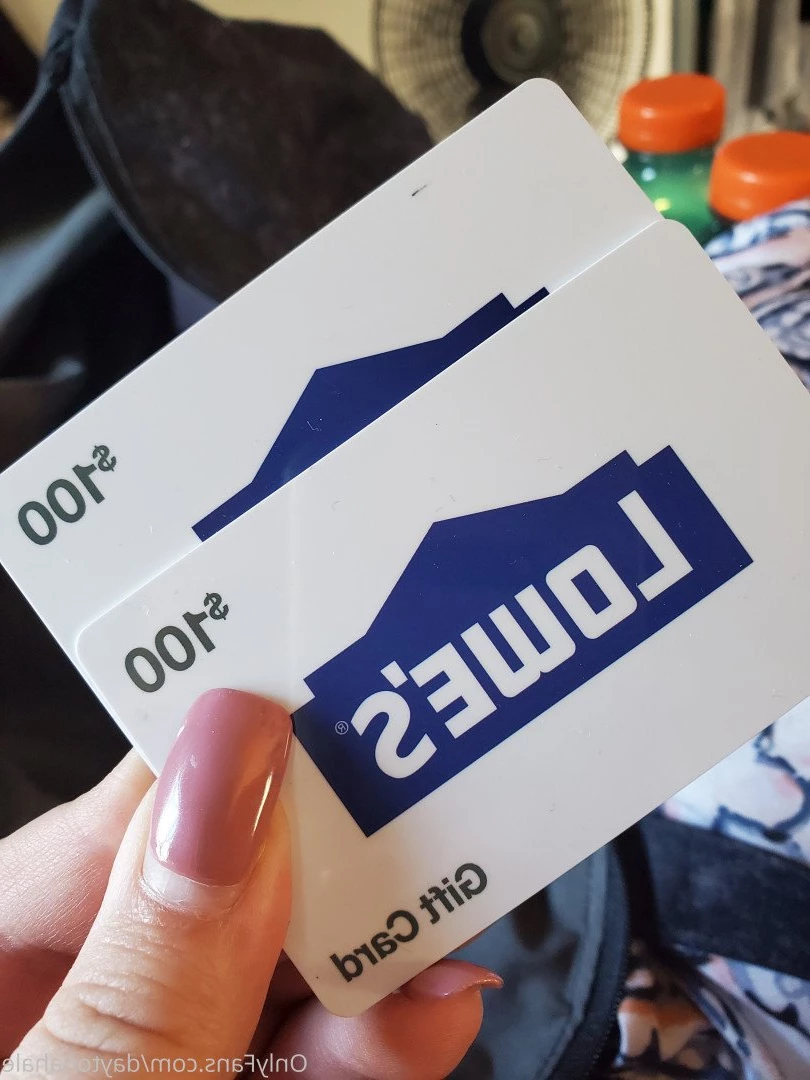 $100
$100
LOWE'S®
Gift Card
OnlyFans.com/daytonahale